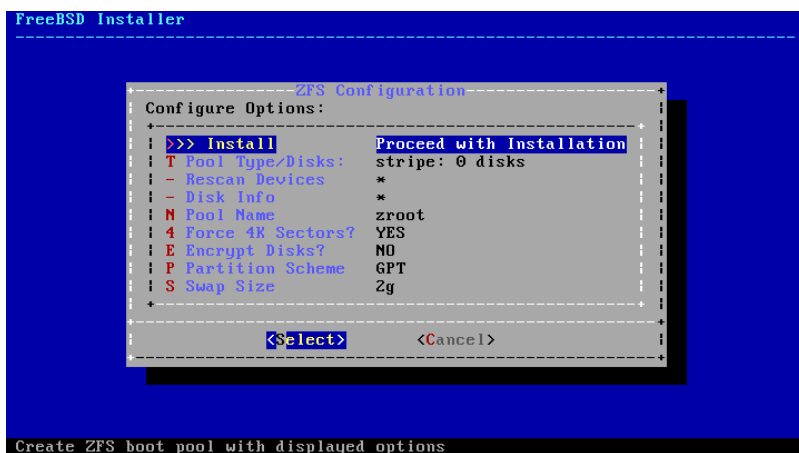 FreeBSD Installer
ZFS Configuration
Configure Options:
>>> Install Proceed with Installation
T Pool Type/Disks: stripe: 0 disks
- Rescan Devices *
- Disk Info *
N Pool Name zroot
4 Force 4K Sectors? YES
E Encrypt Disks? NO
P Partition Scheme GPT
S Swap Size 2g
<Select> <Cancel>
Create ZFS boot pool with displayed options